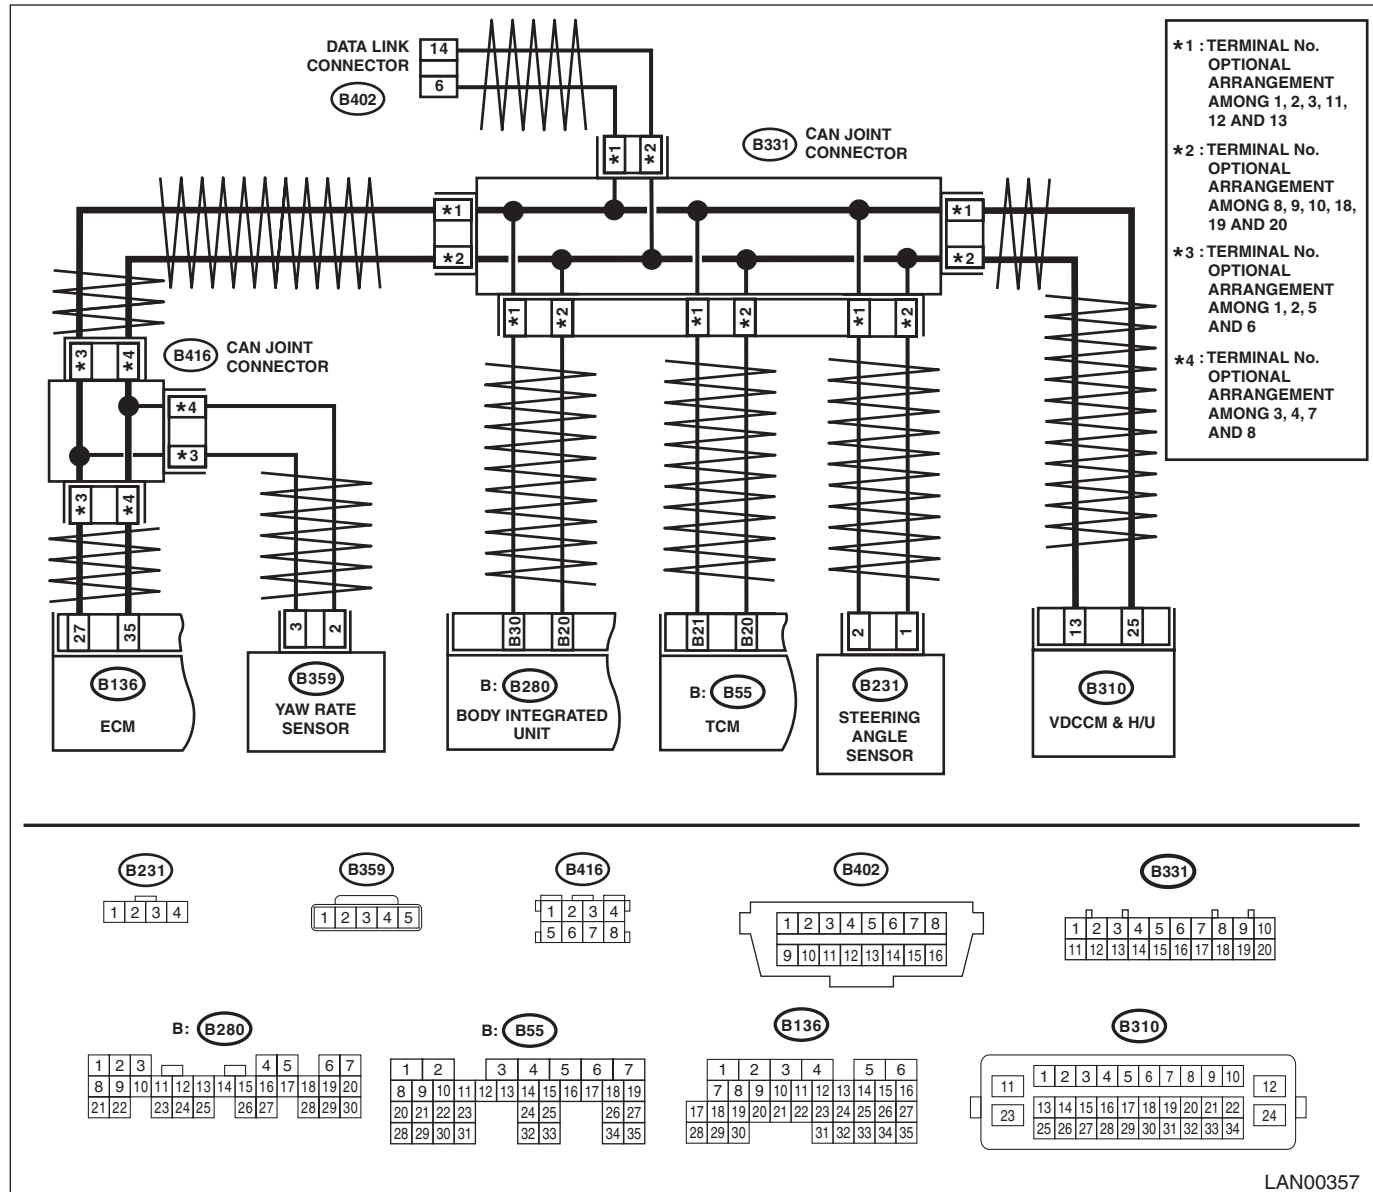 DATA LINK
CONNECTOR
14
6
B402
*1
*2
B331
CAN JOINT
CONNECTOR
*1 : TERMINAL No.
OPTIONAL
ARRANGEMENT
AMONG 1, 2, 3, 11,
12 AND 13
*2 : TERMINAL No.
OPTIONAL
ARRANGEMENT
AMONG 8, 9, 10, 18,
19 AND 20
*3 : TERMINAL No.
OPTIONAL
ARRANGEMENT
AMONG 1, 2, 5
AND 6
*4 : TERMINAL No.
OPTIONAL
ARRANGEMENT
AMONG 3, 4, 7
AND 8
*1
*2
*1
*2
*1 *2 *1 *2 *1 *2
*3 *4
B416
CAN JOINT
CONNECTOR
*4
*3
*3 *4
27 35
B136
ECM
3 2
B359
YAW RATE
SENSOR
B30 B20
B: B280
BODY INTEGRATED
UNIT
B21 B20
B: B55
TCM
2 1
B231
STEERING
ANGLE
SENSOR
13 25
B310
VDCCM & H/U
B231
1 2 3 4
B359
1 2 3 4 5
B416
1 2 3 4
5 6 7 8
B402
1 2 3 4 5 6 7 8
9 10 11 12 13 14 15 16
B331
1 2 3 4 5 6 7 8 9 10
11 12 13 14 15 16 17 18 19 20
B: B280
1 2 3 4 5 6 7
8 9 10 11 12 13 14 15 16 17 18 19 20
21 22 23 24 25 26 27 28 29 30
B: B55
1 2 3 4 5 6 7
8 9 10 11 12 13 14 15 16 17 18 19
20 21 22 23 24 25 26 27
28 29 30 31 32 33 34 35
B136
1 2 3 4 5 6
7 8 9 10 11 12 13 14 15 16
17 18 19 20 21 22 23 24 25 26 27
28 29 30 31 32 33 34 35
B310
11 1 2 3 4 5 6 7 8 9 10 12
23 13 14 15 16 17 18 19 20 21 22 24
25 26 27 28 29 30 31 32 33 34
LAN00357